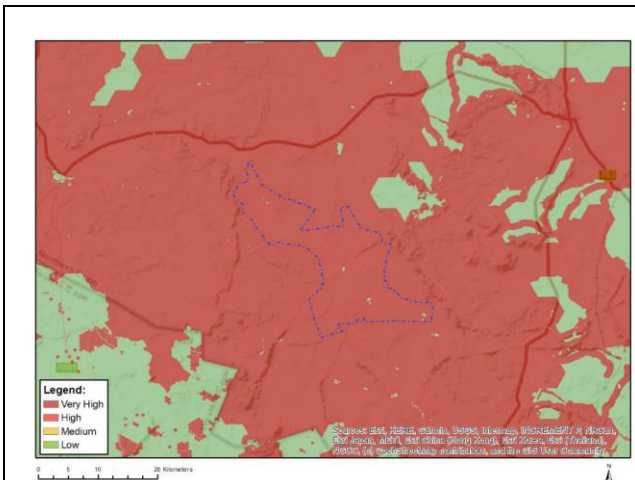 Legend:
Very High
High
Medium
Low
Sources: Esri, HERE, Garmin, USGS, Intermap, INCREMENT P, NRCan,
Esri Japan, METI, Esri China (Hong Kong), Esri Korea, Esri (Thailand),
NGCC, (c) OpenStreetMap contributors, and the GIS User Community
0 5 10 20 Kilometers
N